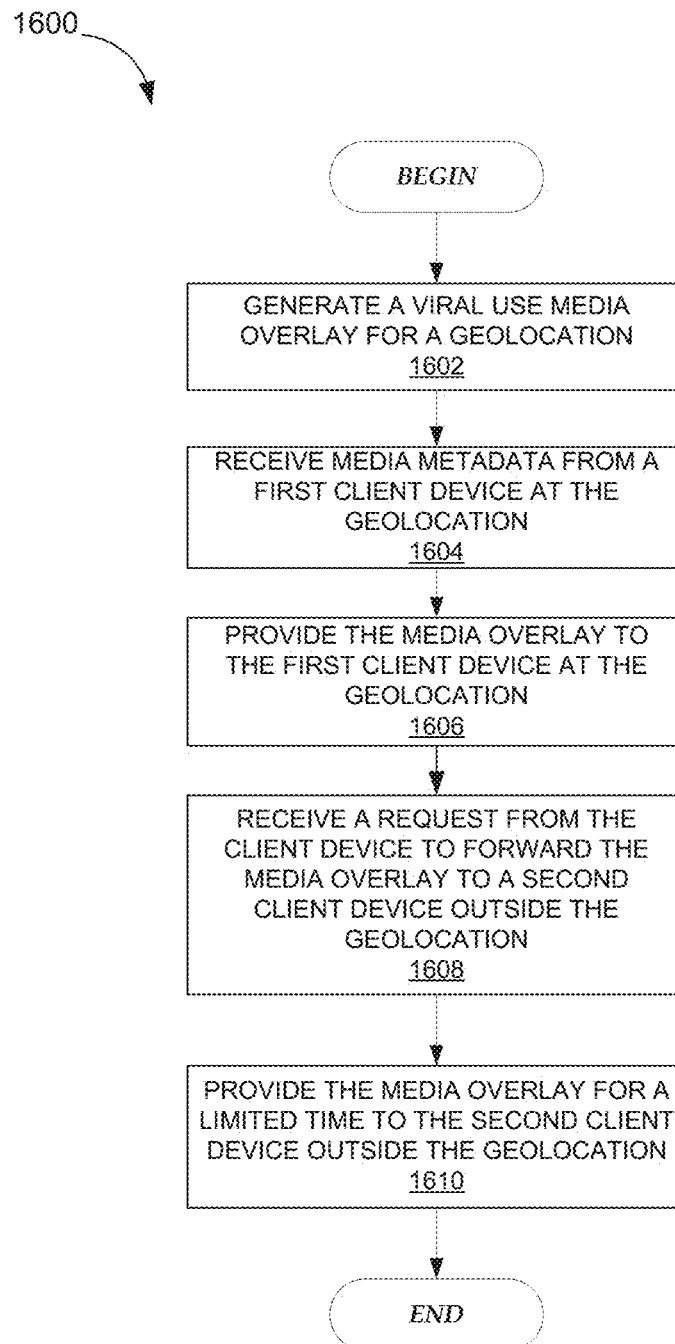 1600
BEGIN
GENERATE A VIRAL USE MEDIA
OVERLAY FOR A GEOLOCATION
1602
RECEIVE MEDIA METADATA FROM A
FIRST CLIENT DEVICE AT THE
GEOLOCATION
1604
PROVIDE THE MEDIA OVERLAY TO
THE FIRST CLIENT DEVICE AT THE
GEOLOCATION
1606
RECEIVE A REQUEST FROM THE
CLIENT DEVICE TO FORWARD THE
MEDIA OVERLAY TO A SECOND
CLIENT DEVICE OUTSIDE THE
GEOLOCATION
1608
PROVIDE THE MEDIA OVERLAY FOR A
LIMITED TIME TO THE SECOND CLIENT
DEVICE OUTSIDE THE GEOLOCATION
1610
END